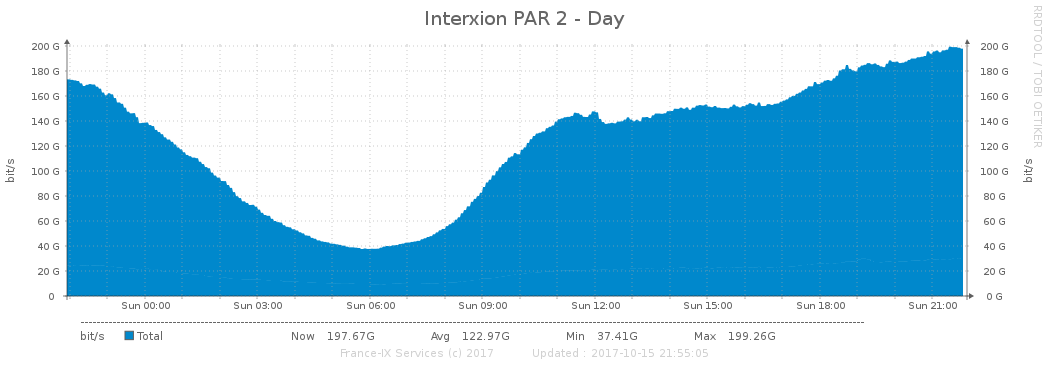 Interxion PAR 2 - Day
RRDTOOL / TOBI OETIKER
bit/s
200 G 200 G
180 G 180 G
160 G 160 G
140 G 140 G
120 G 120 G
100 G 100 G
80 G 80 G
60 G 60 G
40 G 40 G
20 G 20 G
0 0 G
bit/s
Sun 00:00 Sun 03:00 Sun 06:00 Sun 09:00 Sun 12:00 Sun 15:00 Sun 18:00 Sun 21:00
bit/s Total Now 197.67G Avg 122.97G Min 37.41G Max 199.26G
France-IX Services (c) 2017 Updated : 2017-10-15 21:55:05